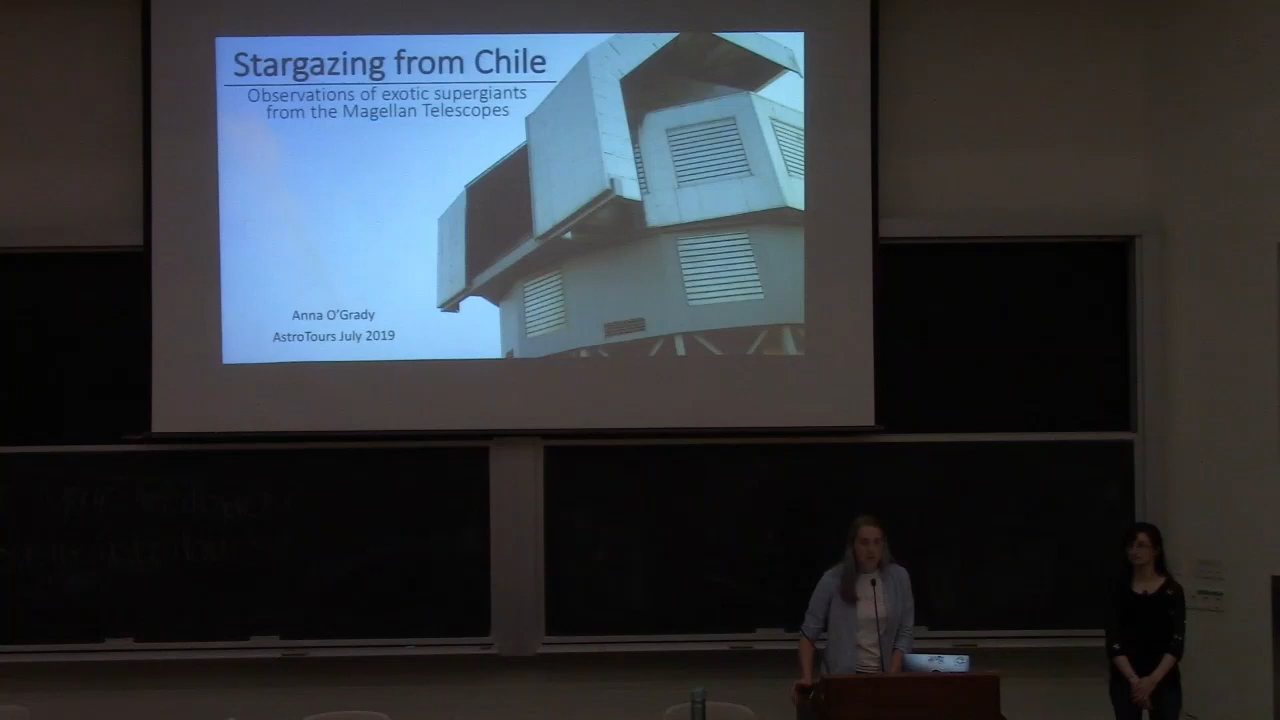 Stargazing from Chile
Observations of exotic supergiants
from the Magellan Telescopes
Anna O'Grady
AstroTours July 2019